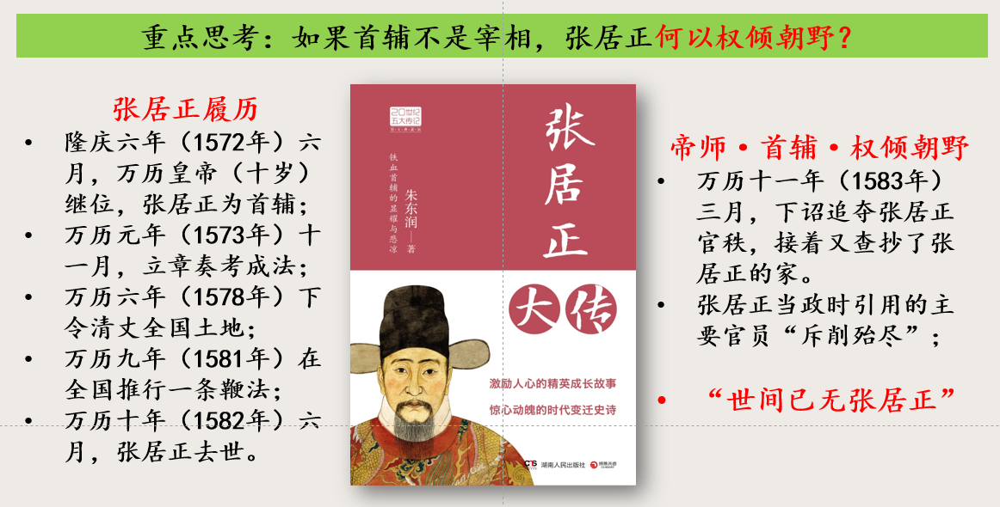 重点思考：如果首辅不是宰相，张居正何以权倾朝野？
张居正履历
• 隆庆六年（1572年）六
月，万历皇帝（十岁）
继位，张居正为首辅；
• 万历元年（1573年）十
一月，立章奏考成法；
• 万历六年（1578年）下
令清丈全国土地；
• 万历九年（1581年）在
全国推行一条鞭法；
• 万历十年（1582年）六
月，张居正去世。
20世纪
五大传记
张居正
大传
铁血首辅的显耀与悲凉
朱东润——著
激励人心的精英成长故事
惊心动魄的时代变迁史诗
湖南人民出版社
帝师·首辅·权倾朝野
• 万历十一年（1583年）
三月，下诏追夺张居正
官秩，接着又查抄了张
居正的家。
• 张居正当政时引用的主
要官员“斥削殆尽”；
• “世间已无张居正”